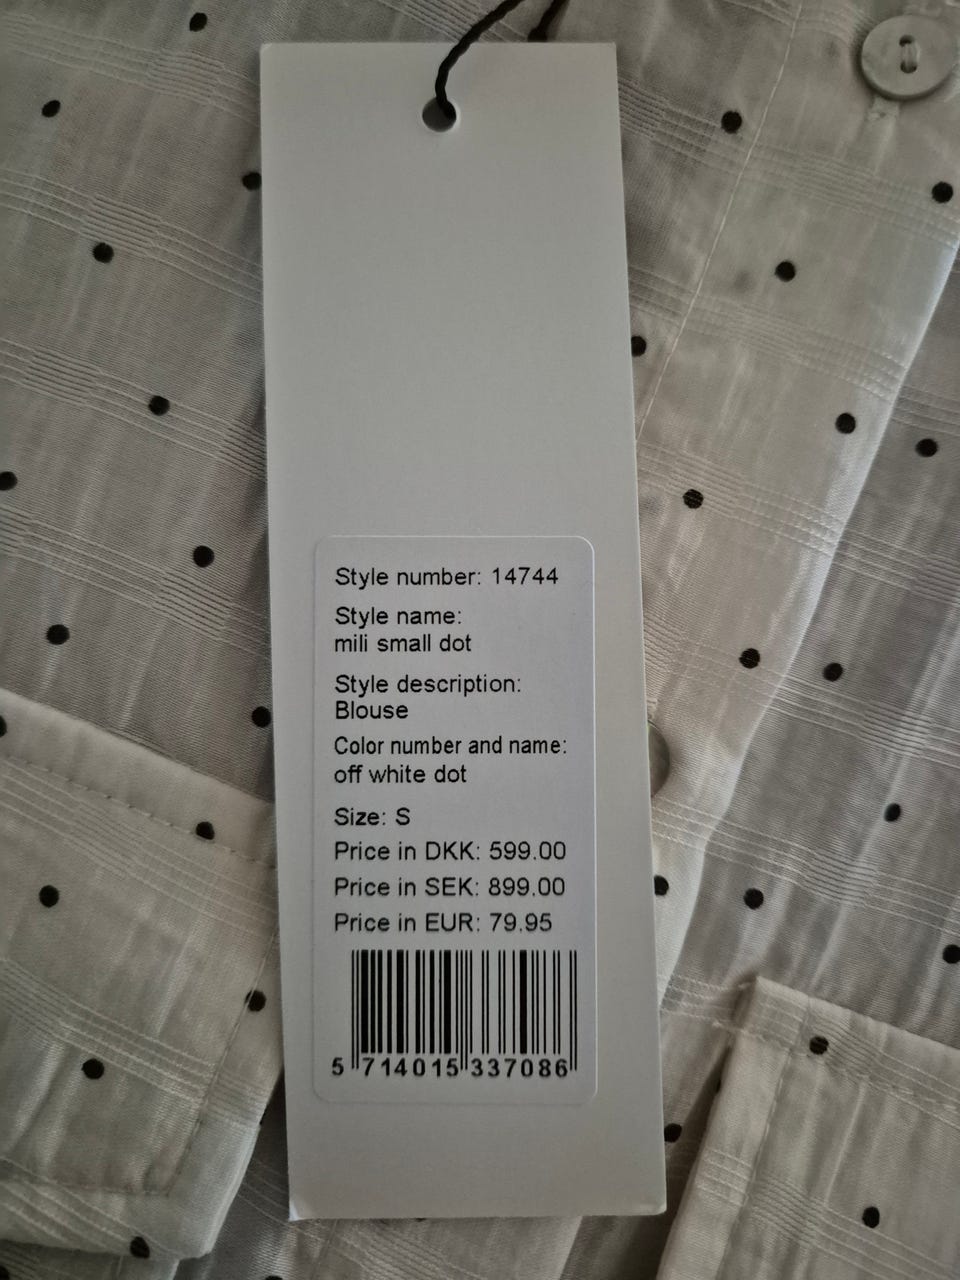 Style number: 14744
Style name:
mili small dot
Style description:
Blouse
Color number and name:
off white dot
Size: S
Price in DKK: 599.00
Price in SEK: 899.00
Price in EUR: 79.95
5 714015 337086